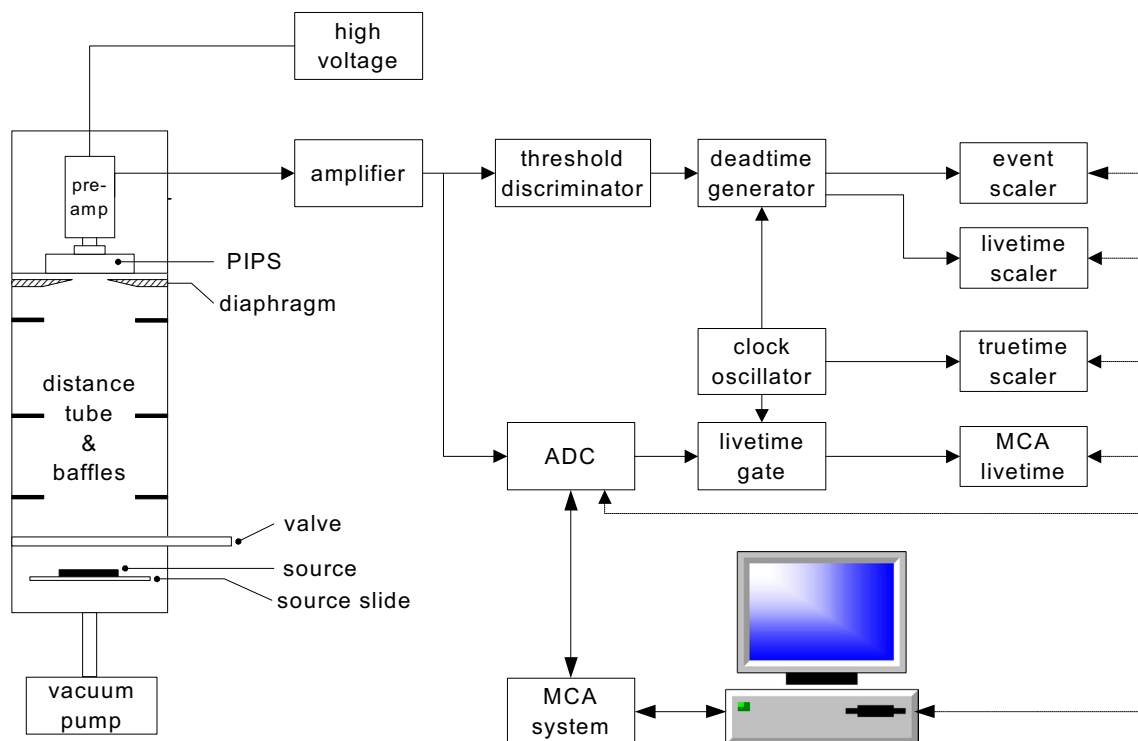 high
voltage
pre-
amp
amplifier
threshold
discriminator
deadtime
generator
event
scaler
PIPS
livetime
scaler
diaphragm
clock
oscillator
truetime
scaler
distance
tube
&
baffles
ADC
livetime
gate
MCA
livetime
valve
source
source slide
vacuum
pump
MCA
system